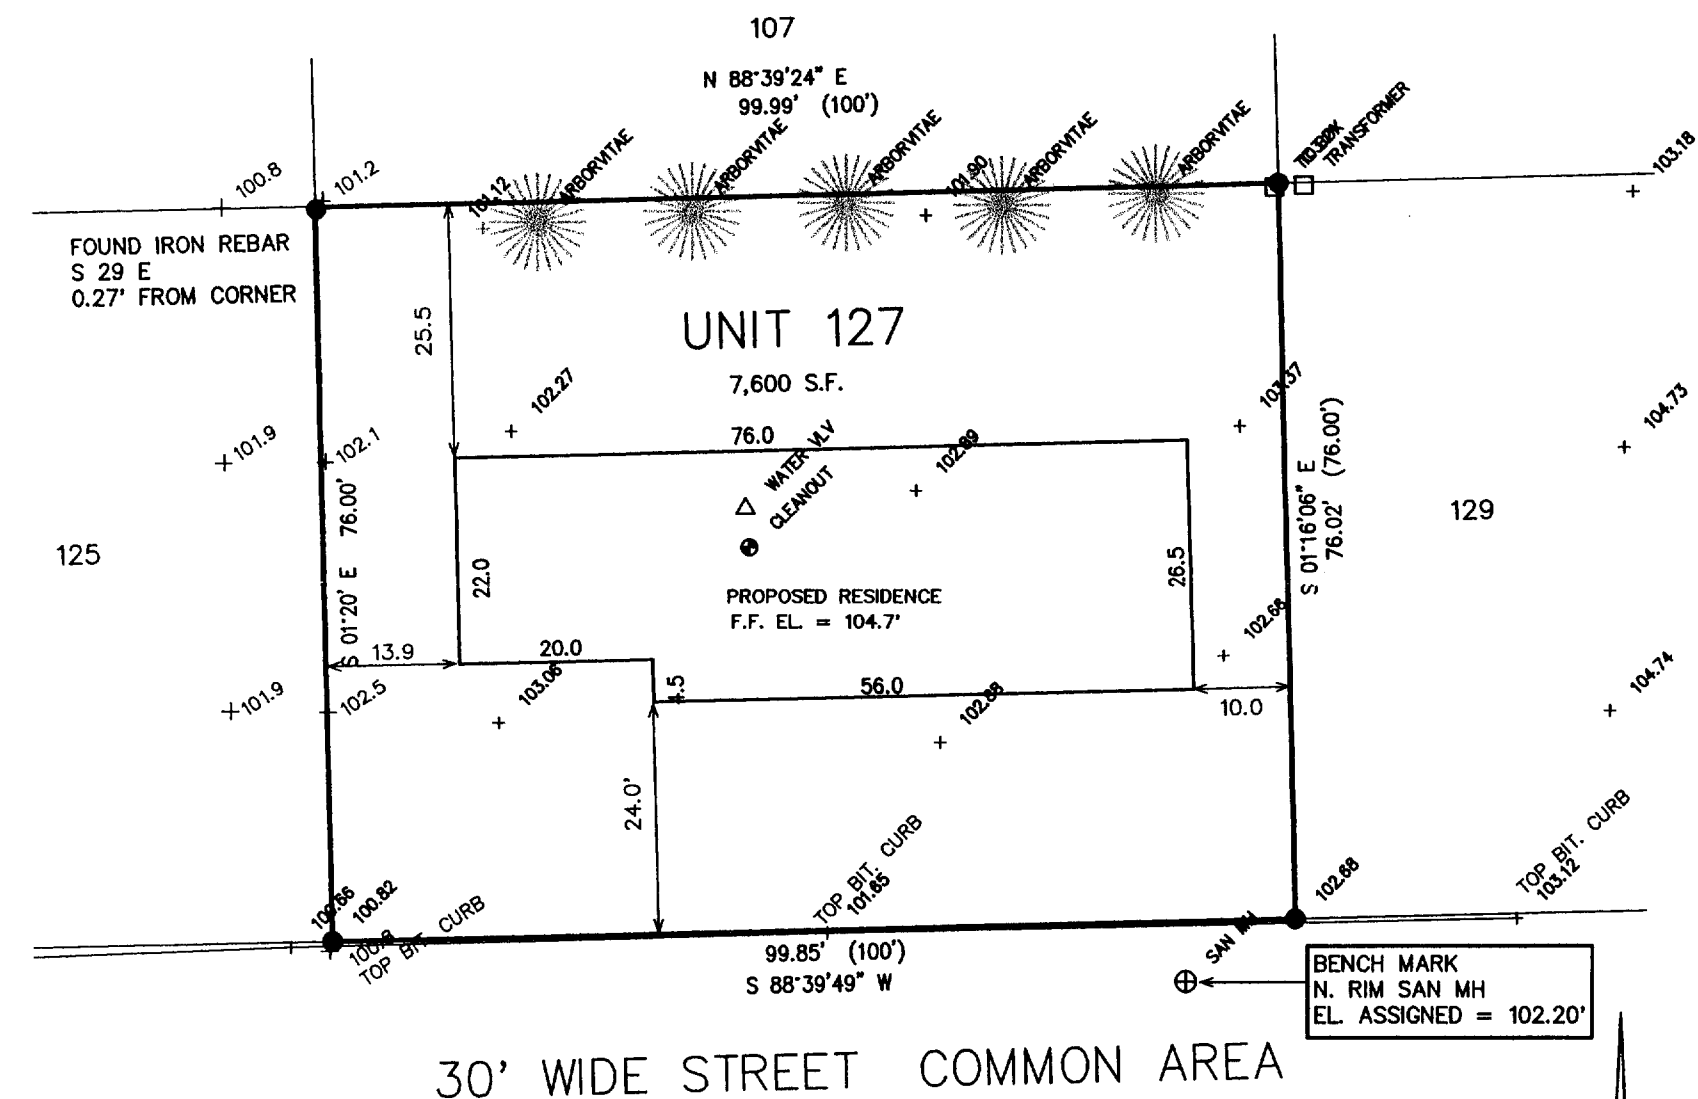 107
N 88°39'24" E
99.99' (100')
ARBORVITAE
ARBORVITAE
ARBORVITAE
ARBORVITAE
ARBORVITAE
TRANSFORMER
100.8
101.2
101.12
101.90
103.18
FOUND IRON REBAR
S 29 E
0.27' FROM CORNER
25.5
UNIT 127
7,600 S.F.
102.27
103.37
104.73
101.9
102.1
76.0
WATER VLV
CLEANOUT
102.89
S 01°20' E 76.00'
S 01°16'06" E
76.02' (76.00')
125
129
22.0
26.5
PROPOSED RESIDENCE
F.F. EL. = 104.7'
13.9
20.0
102.68
101.9
102.5
103.06
4.5
56.0
102.88
10.0
104.74
24.0'
100.66
100.82
100.8
TOP BIT. CURB
TOP BIT. CURB
101.65
102.68
TOP BIT. CURB
103.12
99.85' (100')
S 88°39'49" W
SAN MH
BENCH MARK
N. RIM SAN MH
EL. ASSIGNED = 102.20'
30' WIDE STREET COMMON AREA